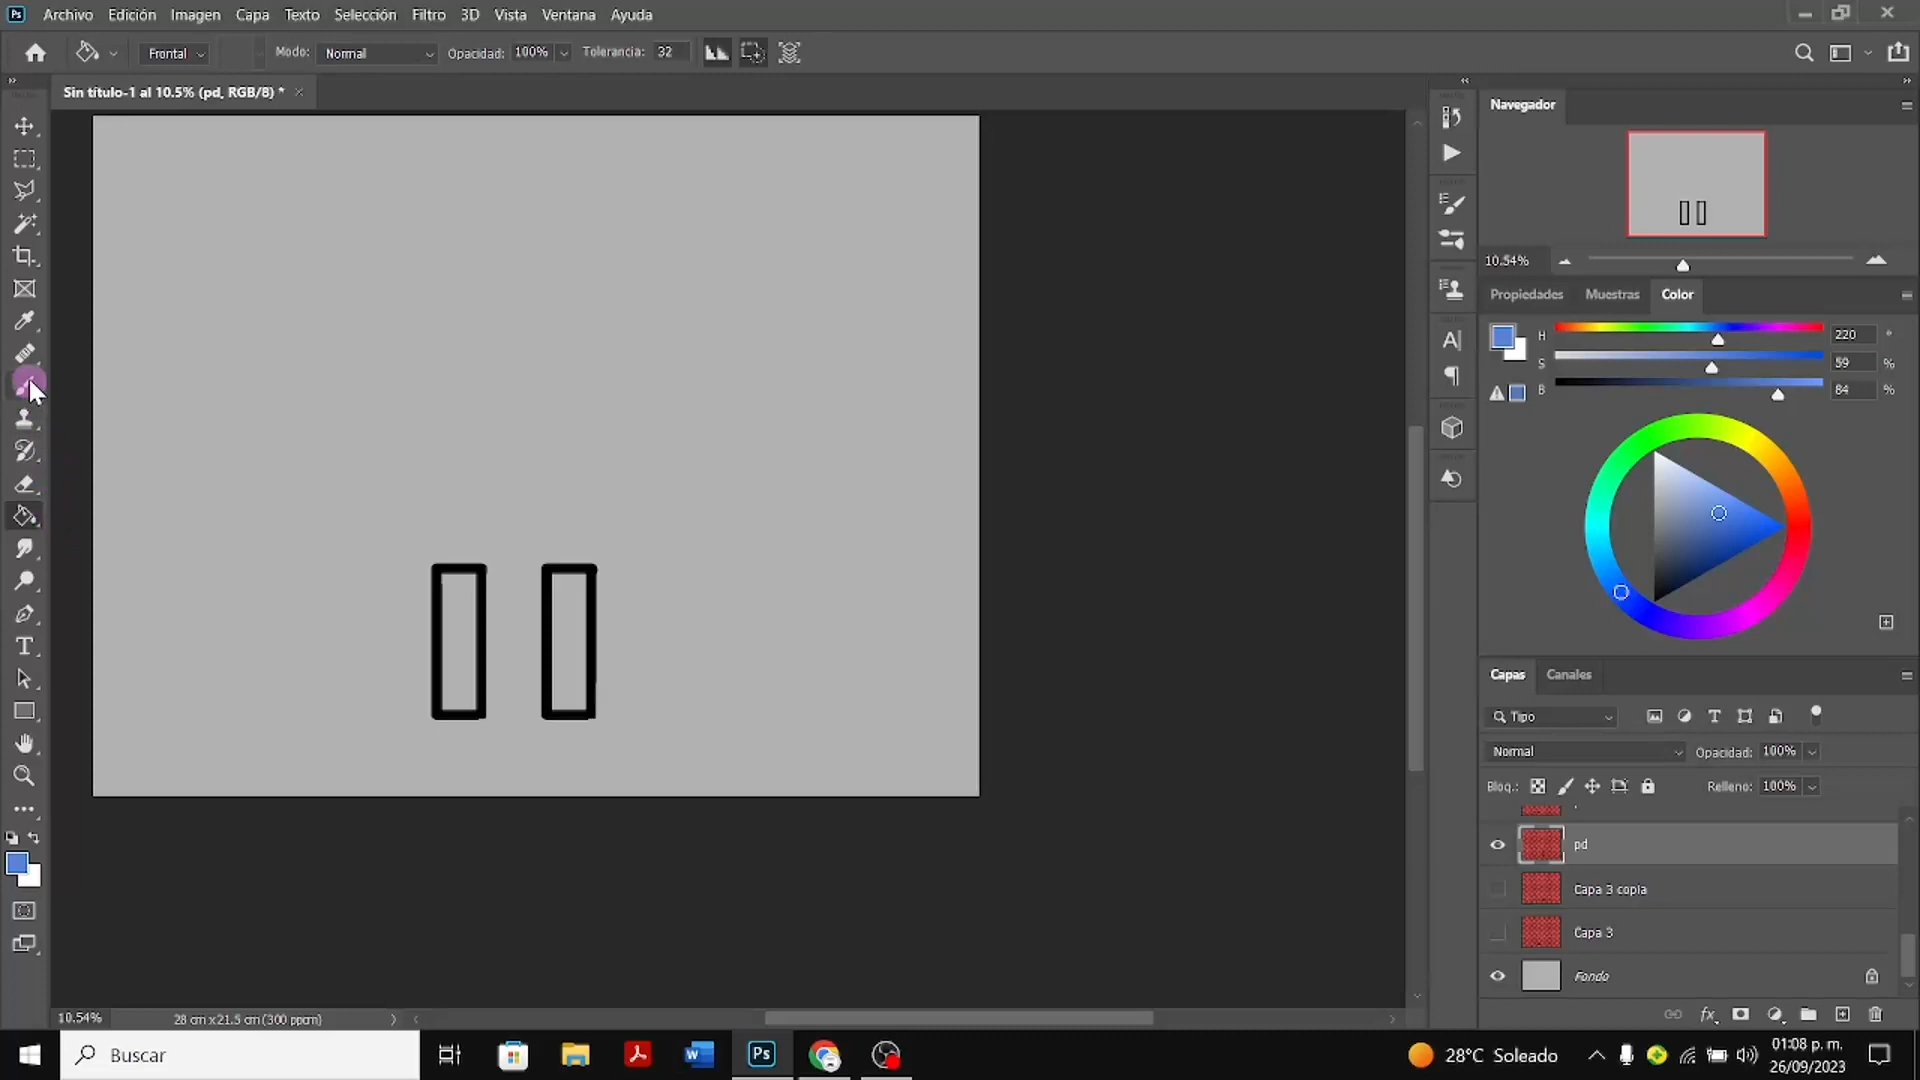 Ps Archivo Edición Imagen Capa Texto Selección Filtro 3D Vista Ventana Ayuda
Frontal Modo: Normal Opacidad: 100% Tolerancia: 32
Sin título-1 al 10.5% (pd, RGB/8) *
Navegador
10.54%
Propiedades Muestras Color
H 220 °
S 59 %
B 84 %
Capas Canales
Tipo
Normal Opacidad: 100%
Bloq.: Relleno: 100%
pd
Capa 3 copia
Capa 3
Fondo
fx
10.54% 28 cm x 21.5 cm (300 ppcm)
Buscar
28°C Soleado
01:08 p. m.
26/09/2023